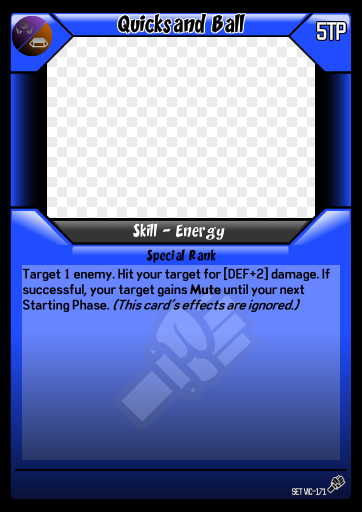 Quicksand Ball
5TP
Skill - Energy
Special Rank
Target 1 enemy. Hit your target for [DEF+2] damage. If
successful, your target gains Mute until your next
Starting Phase. (This card's effects are ignored.)
SET VIC-171